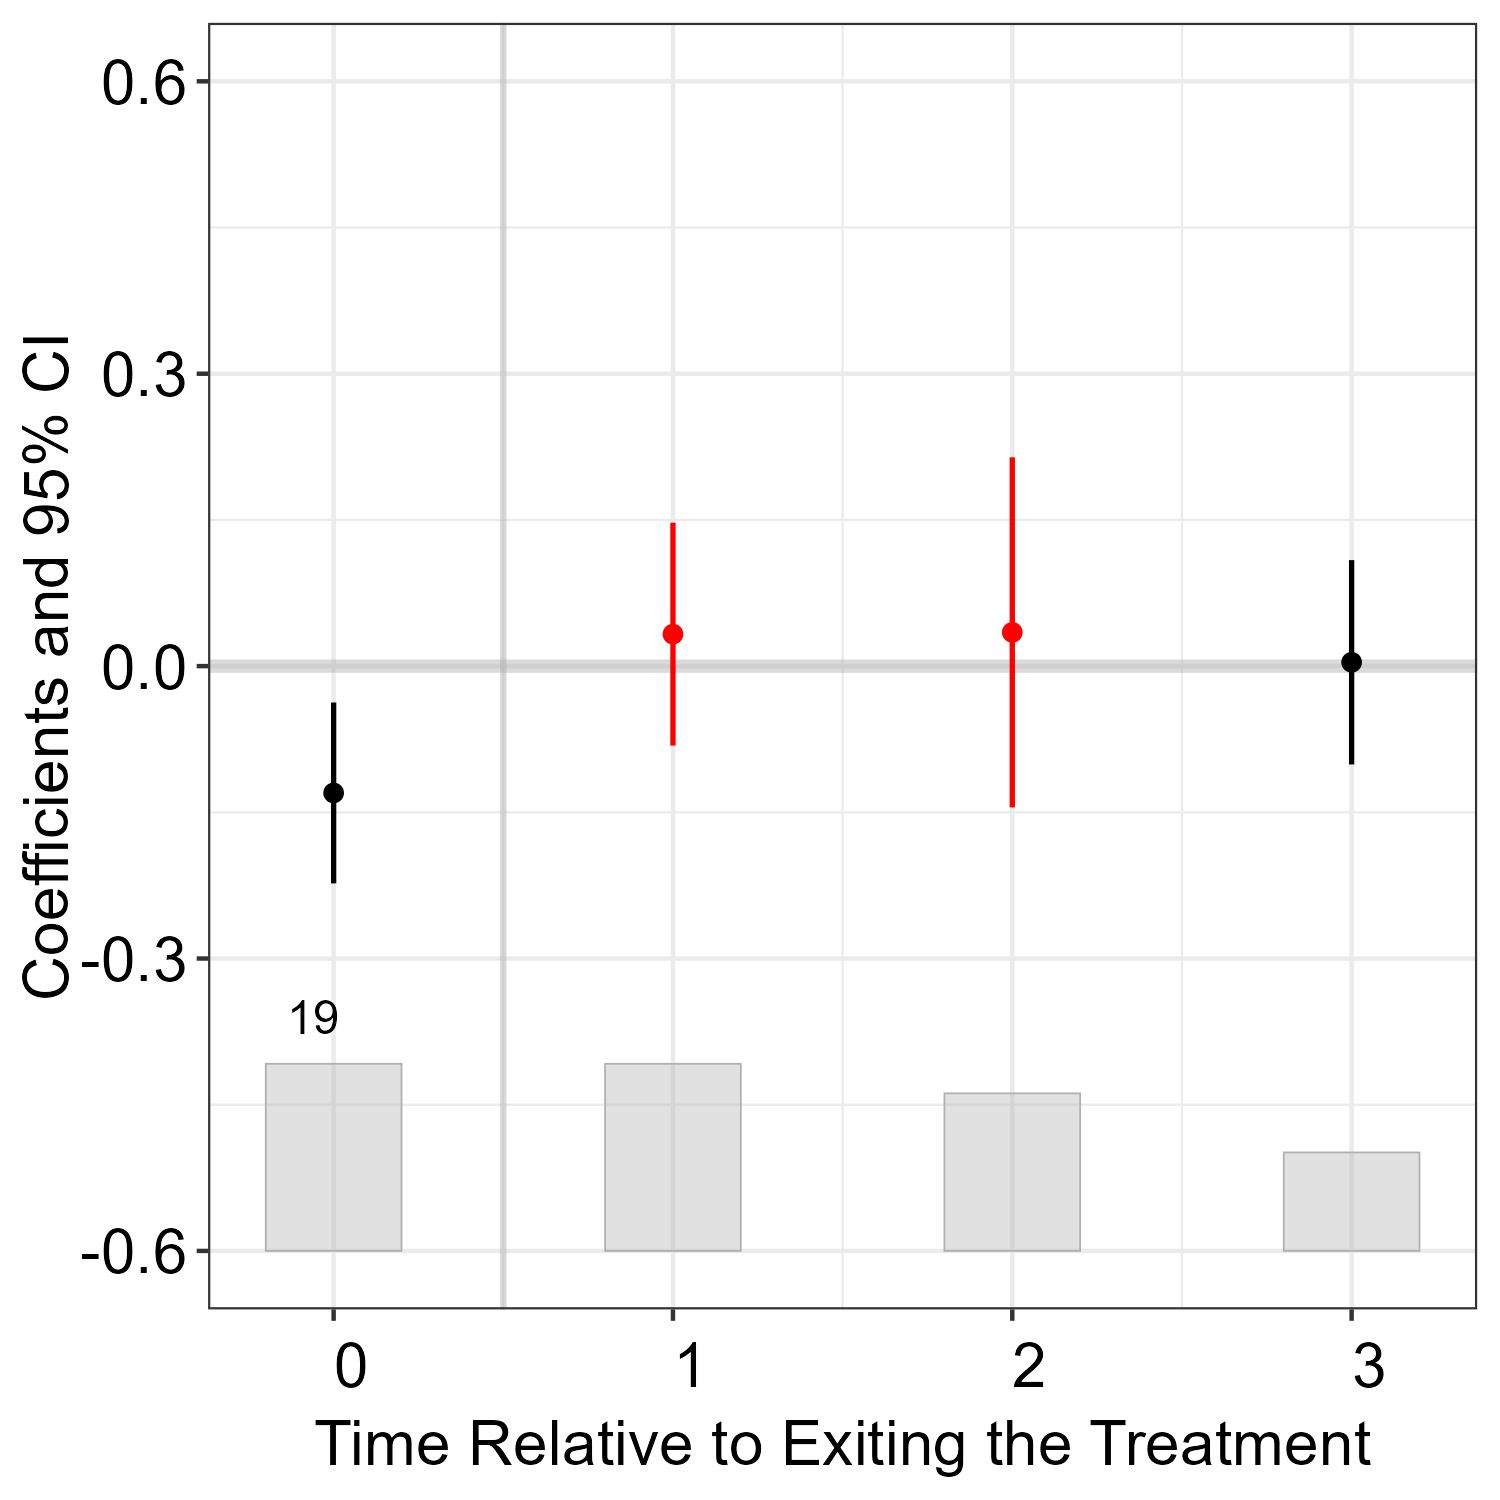 Coefficients and 95% CI
0.6
0.3
0.0
-0.3
-0.6
19
0 1 2 3
Time Relative to Exiting the Treatment